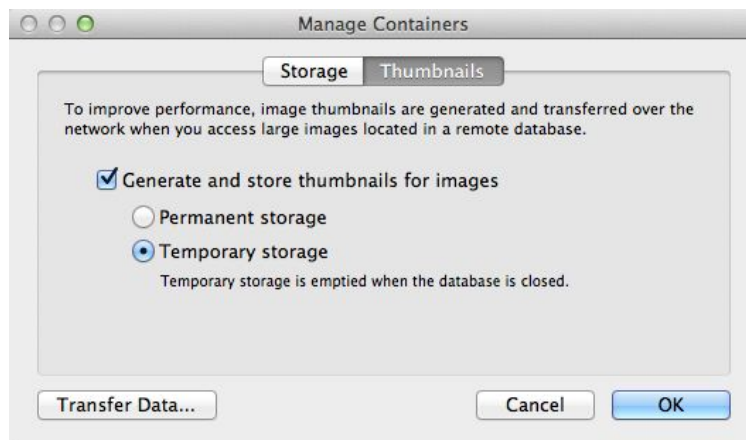 Manage Containers
Storage Thumbnails
To improve performance, image thumbnails are generated and transferred over the
network when you access large images located in a remote database.
Generate and store thumbnails for images
Permanent storage
Temporary storage
Temporary storage is emptied when the database is closed.
Transfer Data... Cancel OK